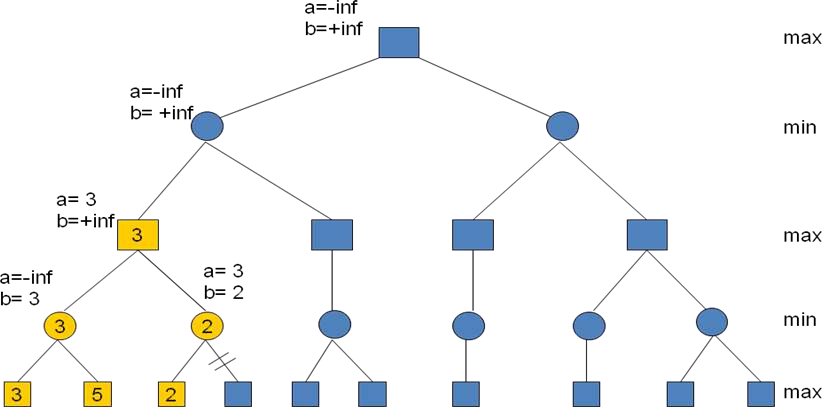 a=-inf
b=+inf
max
a=-inf
b= +inf
min
a= 3
b=+inf
3
max
a=-inf
b= 3
a= 3
b= 2
3
2
min
3
5
2
max